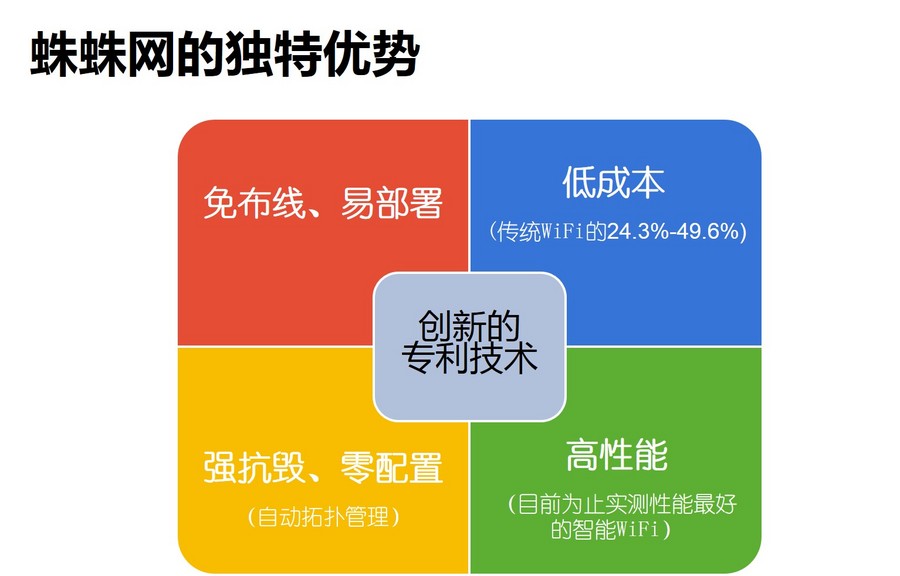 蛛蛛网的独特优势
免布线、易部署
低成本
(传统WiFi的24.3%-49.6%)
创新的
专利技术
强抗毁、零配置
(自动拓扑管理)
高性能
(目前为止实测性能最好
的智能WiFi)